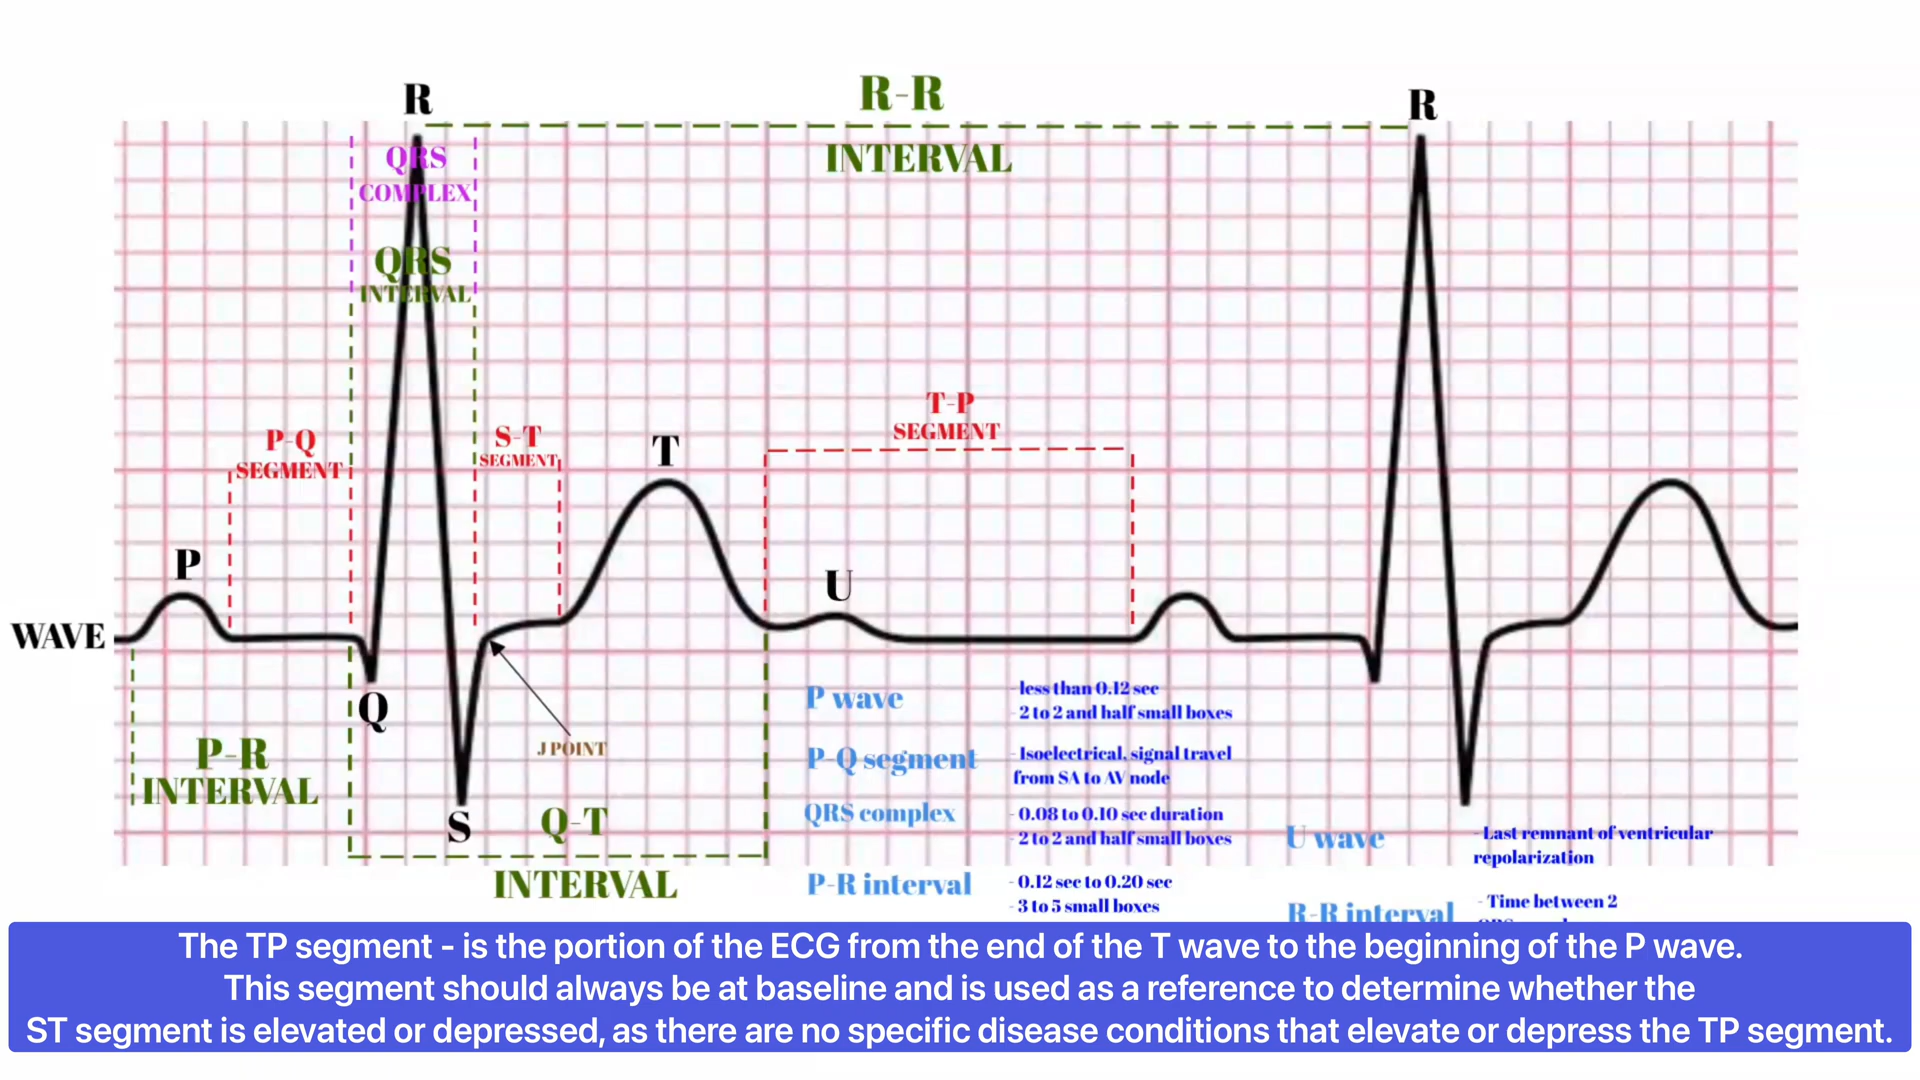 R
R-R
INTERVAL
R
QRS
COMPLEX
QRS
INTERVAL
T-P
SEGMENT
P-Q
SEGMENT
S-T
SEGMENT
T
P
U
WAVE
Q
J POINT
P-R
INTERVAL
S
Q-T
INTERVAL
P wave
- less than 0.12 sec
- 2 to 2 and half small boxes
P-Q segment
- Isoelectrical, signal travel
from SA to AV node
QRS complex
- 0.08 to 0.10 sec duration
- 2 to 2 and half small boxes
P-R interval
- 0.12 sec to 0.20 sec
- 3 to 5 small boxes
U wave
- Last remnant of ventricular
repolarization
R-R interval
- Time between 2
The TP segment - is the portion of the ECG from the end of the T wave to the beginning of the P wave.
This segment should always be at baseline and is used as a reference to determine whether the
ST segment is elevated or depressed, as there are no specific disease conditions that elevate or depress the TP segment.